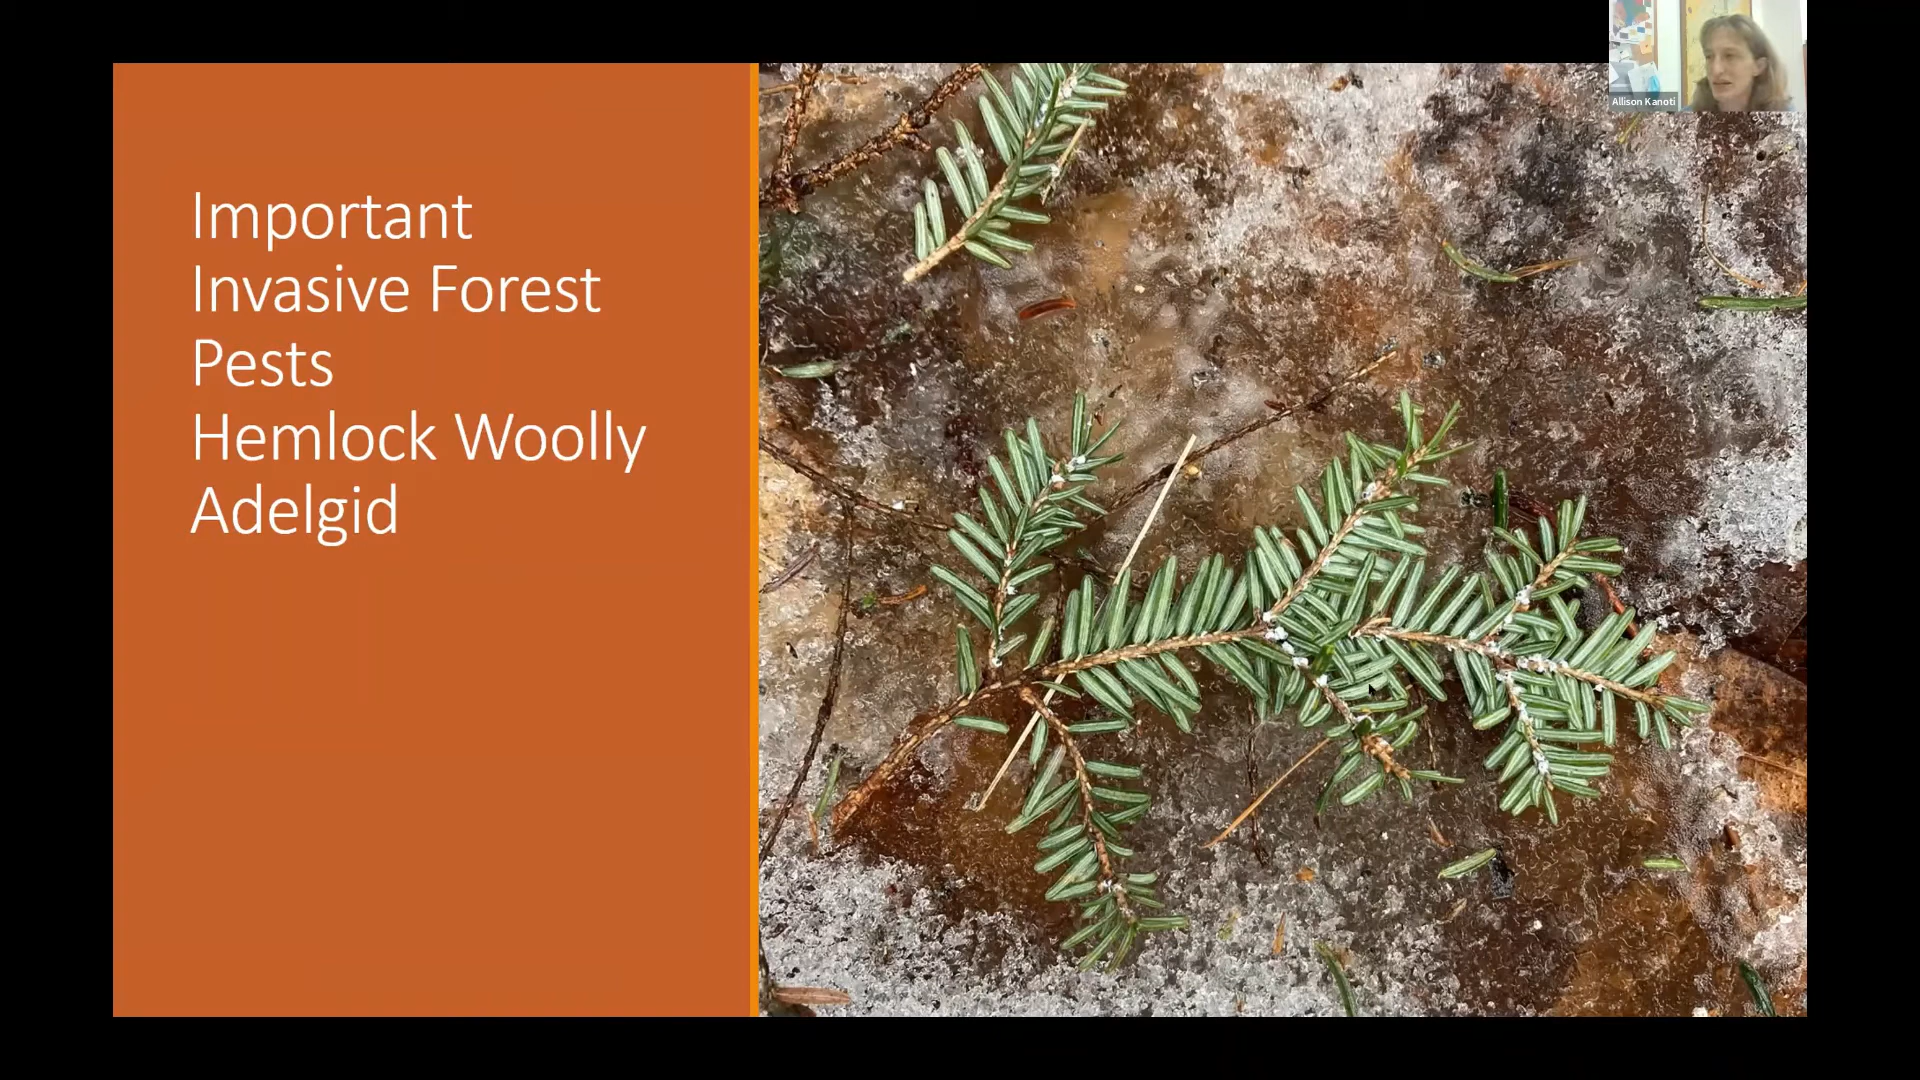 Important
Invasive Forest
Pests
Hemlock Woolly
Adelgid
Allison Kanoti